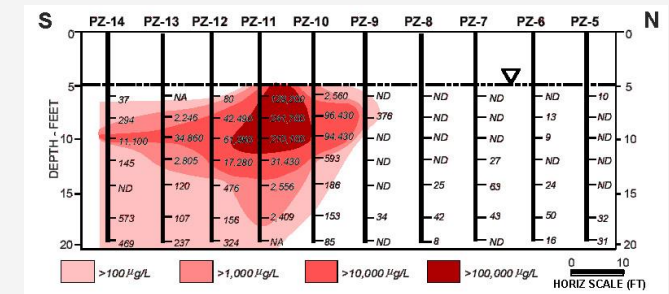 S PZ-14 PZ-13 PZ-12 PZ-11 PZ-10 PZ-9 PZ-8 PZ-7 PZ-6 PZ-5 N
0 0
5 5
37 NA 80 2,560 ND ND ND ND 10
294 2,246 42,490 96,430 376 ND ND 13 ND
10 11,100 34,860 94,430 ND ND ND 9 ND 10
145 2,805 17,280 31,430 593 ND ND 27 ND ND
15 ND 120 476 2,556 186 ND 25 63 24 ND 15
573 107 156 2,409 153 34 42 43 50 32
20 469 237 324 NA 85 ND 8 ND 16 31 20
DEPTH - FEET
>100 µg/L >1,000 µg/L >10,000 µg/L >100,000 µg/L
0 10
HORIZ SCALE (FT)